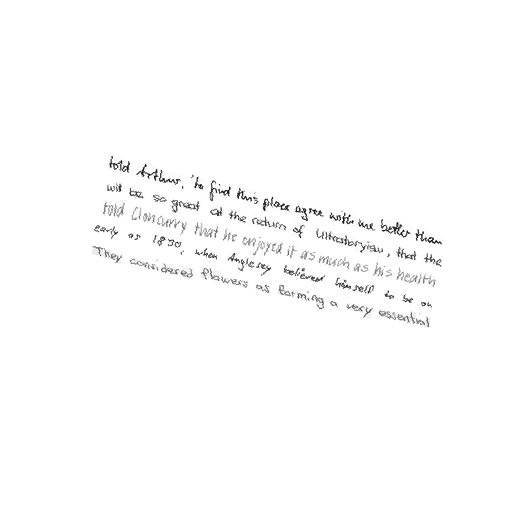 told Arthur, 'to find this place agree with me better than
will be so great at the return of Ultratoryism, that the
told Cloncurry that he enjoyed it as much as his health
early as 1830, when Anglesey believed himself to be on
They considered flowers as forming a very essential